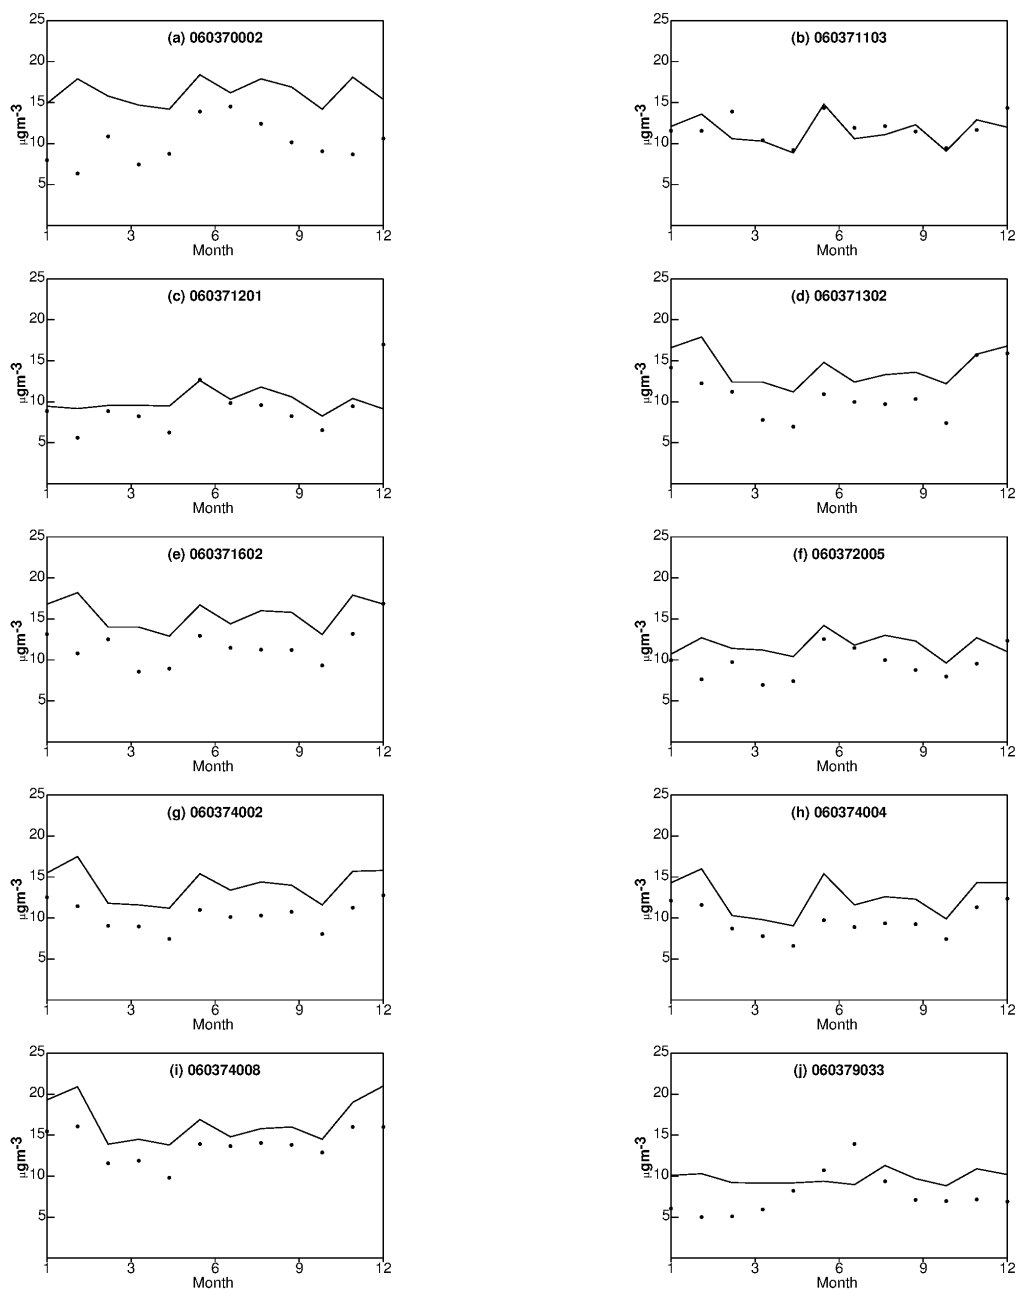 (a) 060370002
25
20
15
10
5
µgm-3
1 3 6 9 12
Month
(b) 060371103
25
20
15
10
5
µgm-3
1 3 6 9 12
Month
(c) 060371201
25
20
15
10
5
µgm-3
1 3 6 9 12
Month
(d) 060371302
25
20
15
10
5
µgm-3
1 3 6 9 12
Month
(e) 060371602
25
20
15
10
5
µgm-3
1 3 6 9 12
Month
(f) 060372005
25
20
15
10
5
µgm-3
1 3 6 9 12
Month
(g) 060374002
25
20
15
10
5
µgm-3
1 3 6 9 12
Month
(h) 060374004
25
20
15
10
5
µgm-3
1 3 6 9 12
Month
(i) 060374008
25
20
15
10
5
µgm-3
1 3 6 9 12
Month
(j) 060379033
25
20
15
10
5
µgm-3
1 3 6 9 12
Month